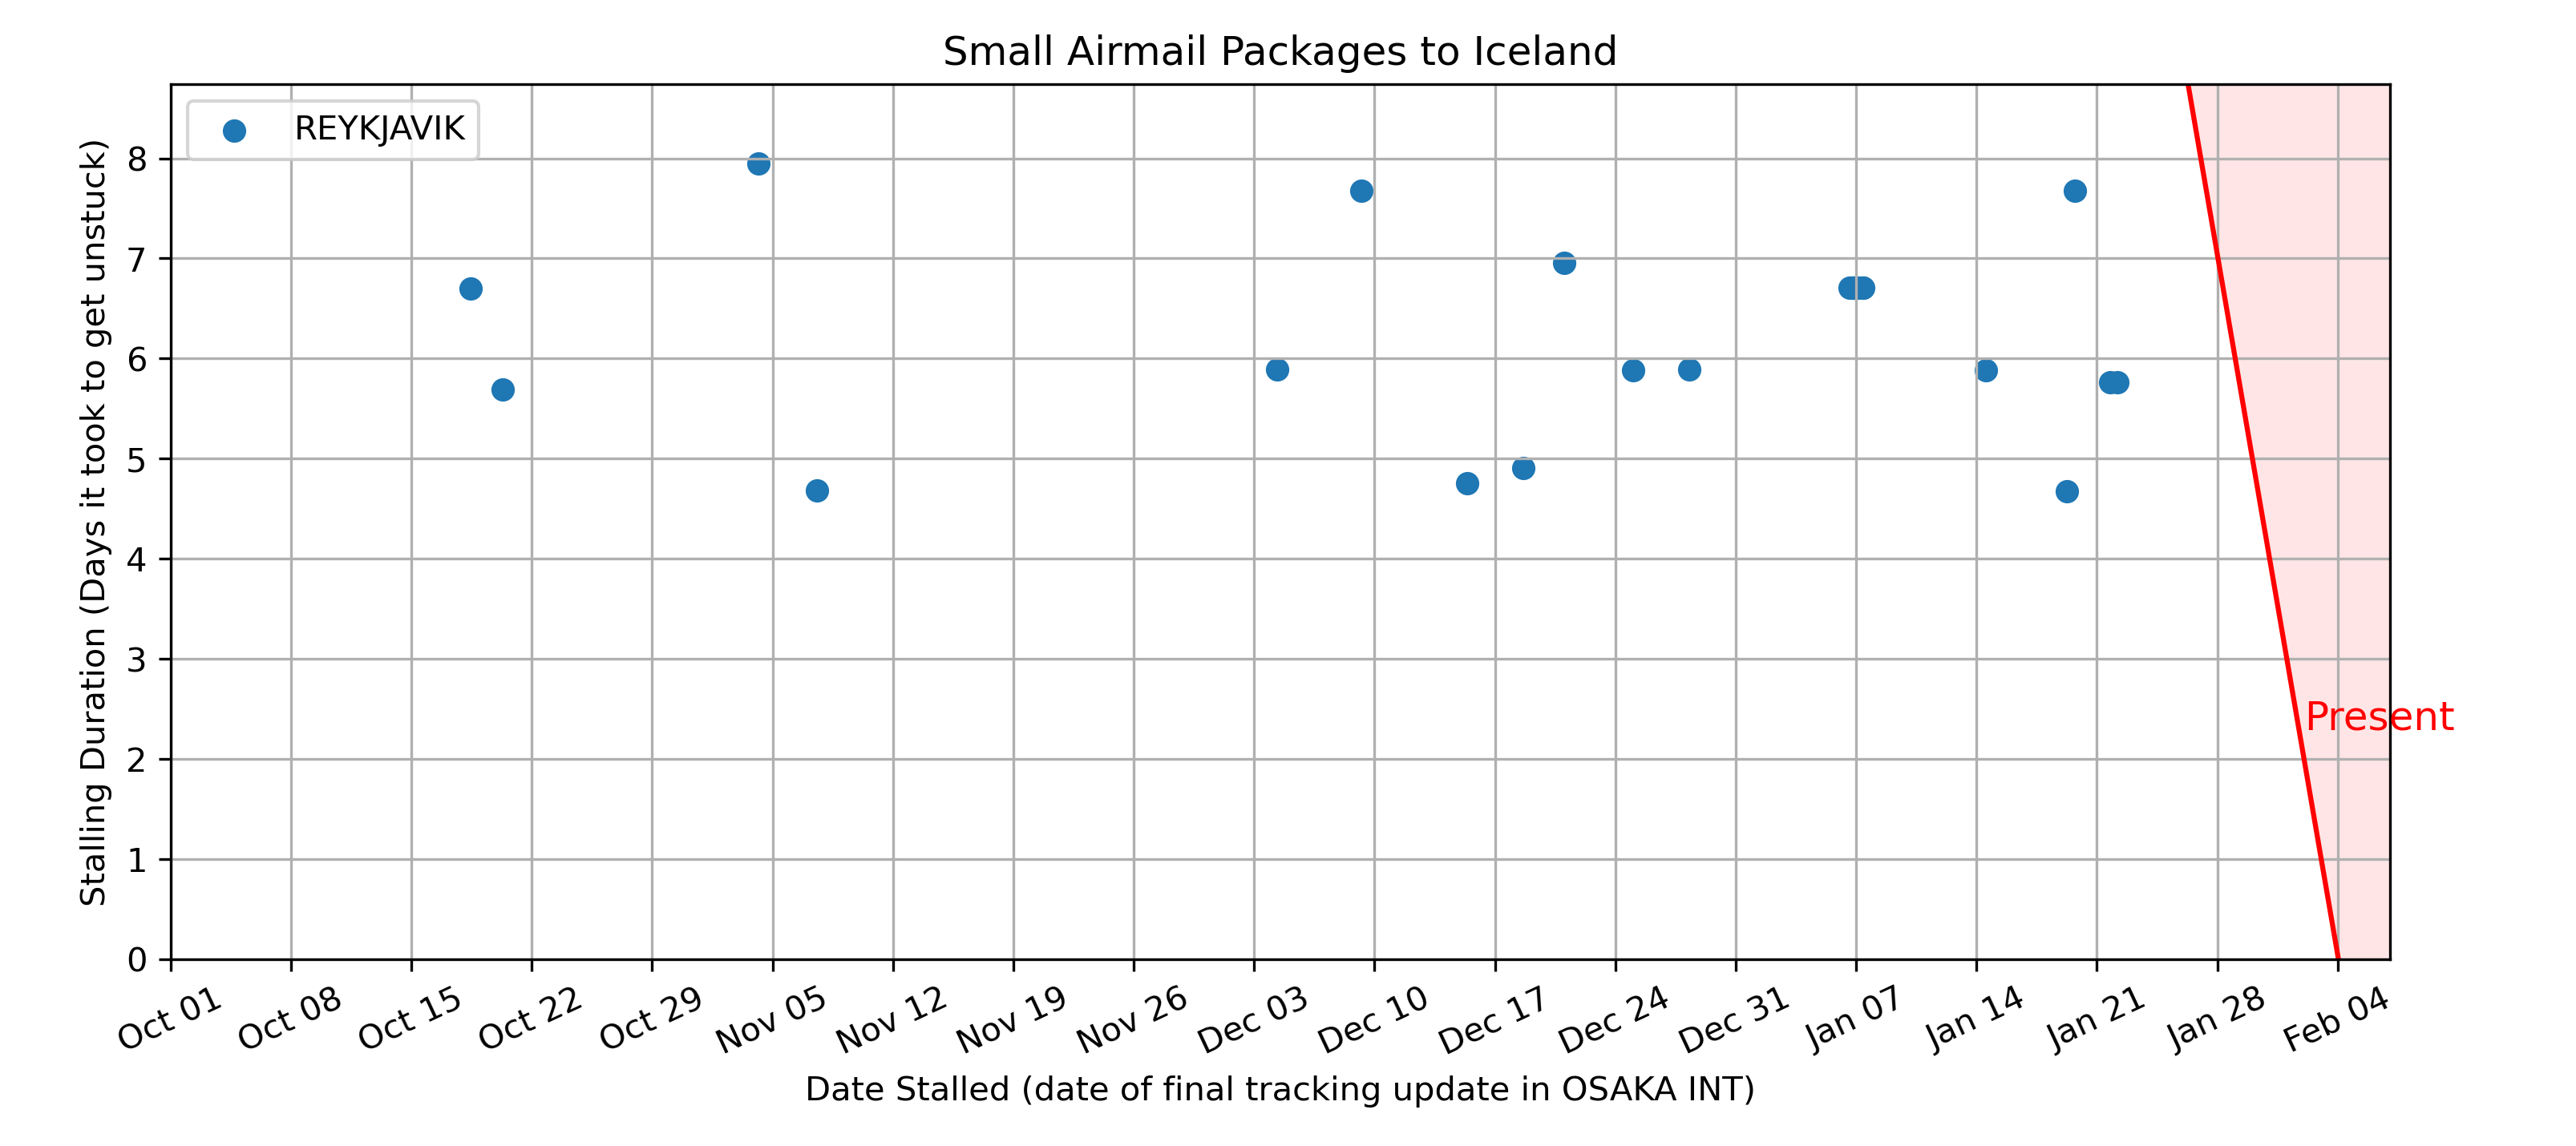 Small Airmail Packages to Iceland
REYKJAVIK
Stalling Duration (Days it took to get unstuck)
8
7
6
5
4
3
2
1
0
Present
Oct 01 Oct 08 Oct 15 Oct 22 Oct 29 Nov 05 Nov 12 Nov 19 Nov 26 Dec 03 Dec 10 Dec 17 Dec 24 Dec 31 Jan 07 Jan 14 Jan 21 Jan 28 Feb 04
Date Stalled (date of final tracking update in OSAKA INT)